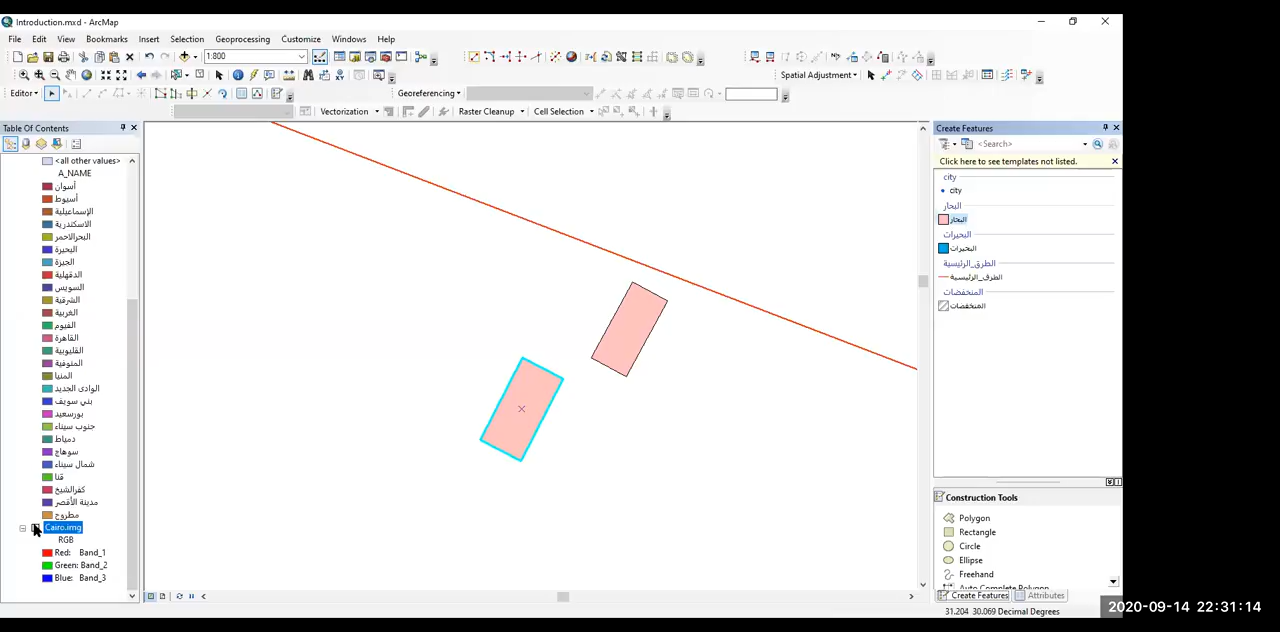 Introduction.mxd - ArcMap
File Edit View Bookmarks Insert Selection Geoprocessing Customize Windows Help
1:800
Spatial Adjustment
Editor
Georeferencing
Vectorization Raster Cleanup Cell Selection
Table Of Contents
<all other values>
A_NAME
أسوان
أسيوط
الإسماعيلية
الاسكندرية
البحرالاحمر
البحيرة
الجيزة
الدقهلية
السويس
الشرقية
الغربية
الفيوم
القاهرة
القليوبية
المنوفية
المنيا
الوادى الجديد
بني سويف
بورسعيد
جنوب سيناء
دمياط
سوهاج
شمال سيناء
قنا
كفرالشيخ
مدينة الأقصر
مطروح
Cairo.img
RGB
Red: Band_1
Green: Band_2
Blue: Band_3
Create Features
<Search>
Click here to see templates not listed.
city
city
البحار
البحار
البحيرات
البحيرات
الطرق_الرئيسية
الطرق_الرئيسية
المنخفضات
المنخفضات
Construction Tools
Polygon
Rectangle
Circle
Ellipse
Freehand
Auto Complete Polygon
Create Features Attributes
31.204 30.069 Decimal Degrees
2020-09-14 22:31:14